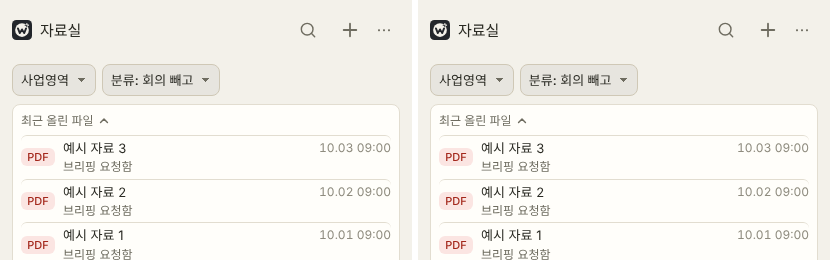 자료실
사업영역
분류: 회의 빼고
최근 올린 파일
PDF
예시 자료 3
10.03 09:00
브리핑 요청함
PDF
예시 자료 2
10.02 09:00
브리핑 요청함
PDF
예시 자료 1
10.01 09:00
브리핑 요청함
자료실
사업영역
분류: 회의 빼고
최근 올린 파일
PDF
예시 자료 3
10.03 09:00
브리핑 요청함
PDF
예시 자료 2
10.02 09:00
브리핑 요청함
PDF
예시 자료 1
10.01 09:00
브리핑 요청함